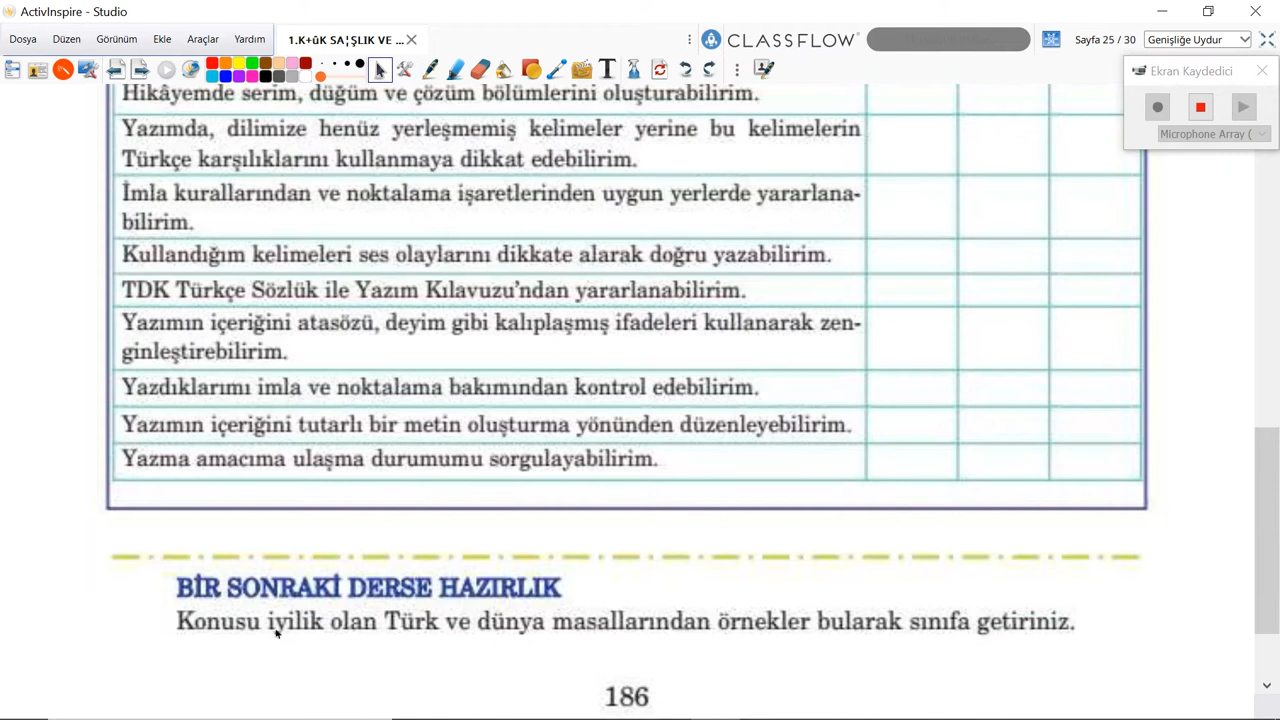 ActivInspire - Studio
Dosya Düzen Görünüm Ekle Araçlar Yardım
1.K+ûK SA¦ŞLIK VE ...
CLASSFLOW
Sayfa 25 / 30
Genişliğe Uydur
Ekran Kaydedici
Microphone Array (
Hikâyemde serim, düğüm ve çözüm bölümlerini oluşturabilirim.
Yazımda, dilimize henüz yerleşmemiş kelimeler yerine bu kelimelerin
Türkçe karşılıklarını kullanmaya dikkat edebilirim.
İmla kurallarından ve noktalama işaretlerinden uygun yerlerde yararlana-
bilirim.
Kullandığım kelimeleri ses olaylarını dikkate alarak doğru yazabilirim.
TDK Türkçe Sözlük ile Yazım Kılavuzu’ndan yararlanabilirim.
Yazımın içeriğini atasözü, deyim gibi kalıplaşmış ifadeleri kullanarak zen-
ginleştirebilirim.
Yazdıklarımı imla ve noktalama bakımından kontrol edebilirim.
Yazımın içeriğini tutarlı bir metin oluşturma yönünden düzenleyebilirim.
Yazma amacıma ulaşma durumumu sorgulayabilirim.
BİR SONRAKİ DERSE HAZIRLIK
Konusu iyilik olan Türk ve dünya masallarından örnekler bularak sınıfa getiriniz.
186